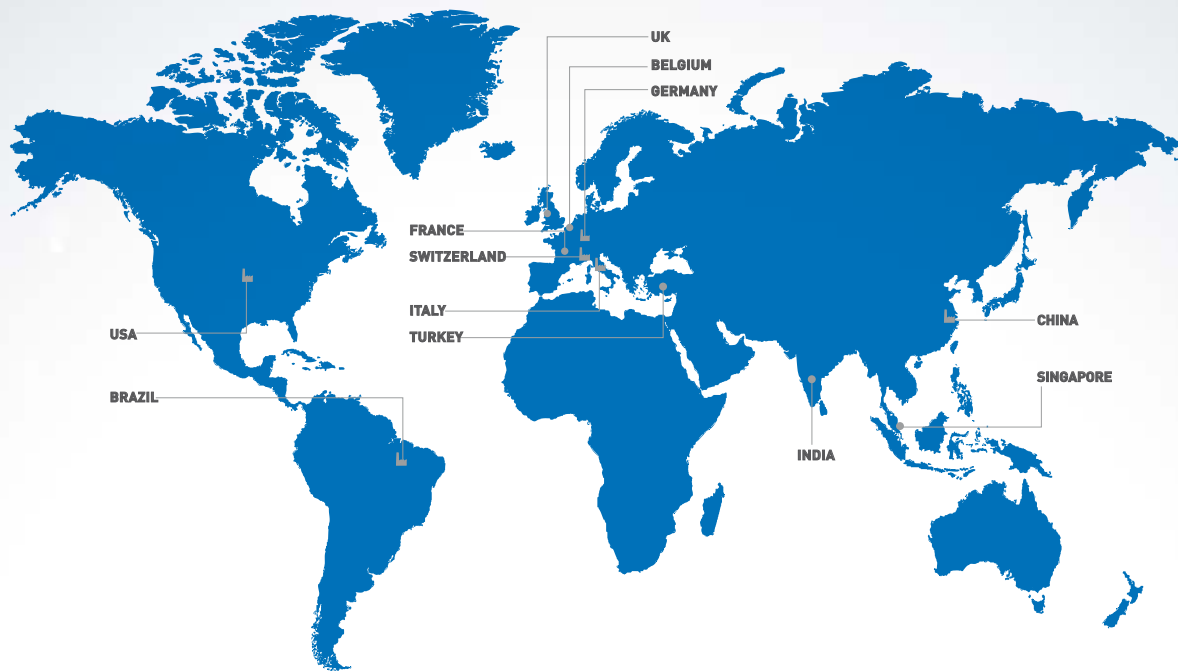 UK
BELGIUM
GERMANY
FRANCE
SWITZERLAND
ITALY
TURKEY
USA
BRAZIL
CHINA
SINGAPORE
INDIA